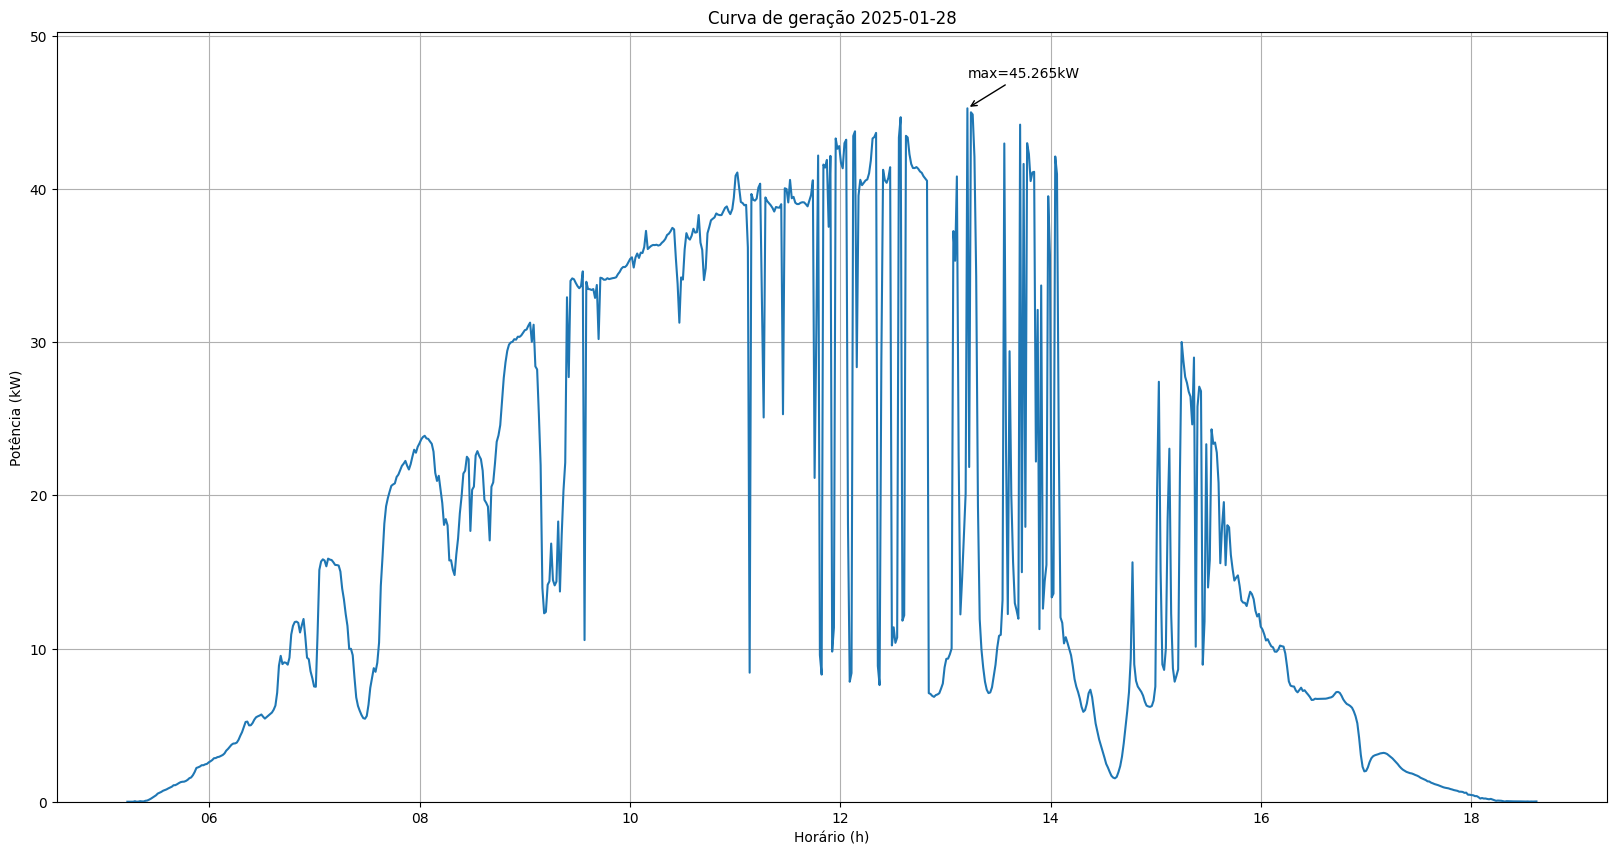 Curva de geração 2025-01-28
max=45.265kW
Potência (kW)
50
40
30
20
10
0
06 08 10 12 14 16 18
Horário (h)